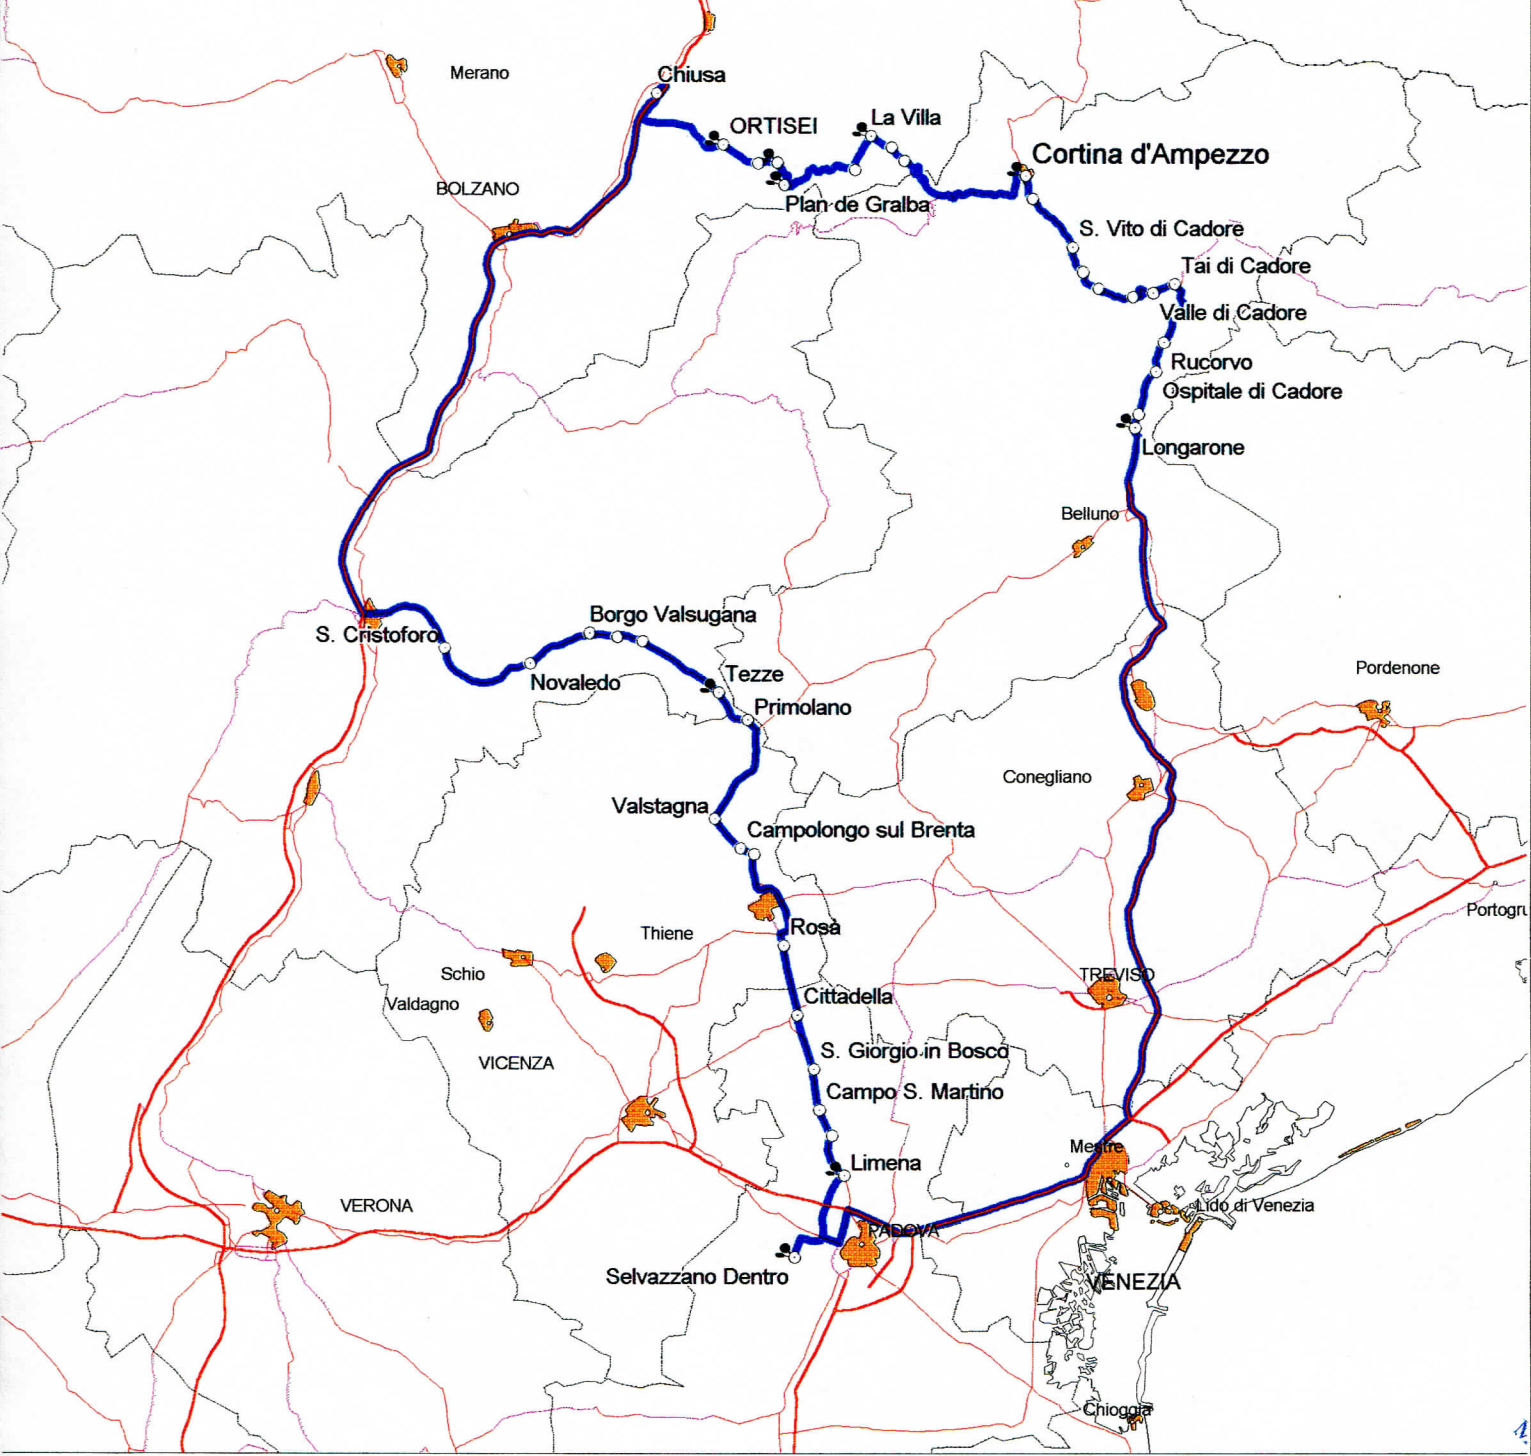 Chiusa
Merano
La Villa
ORTISEI
Cortina d'Ampezzo
BOLZANO
Plan de Gralba
S. Vito di Cadore
Tai di Cadore
Valle di Cadore
Rucorvo
Ospitale di Cadore
Longarone
Belluno
Borgo Valsugana
S. Cristoforo
Pordenone
Tezze
Novaledo
Primolano
Conegliano
Valstagna
Campolongo sul Brenta
Portogru
Rosà
Thiene
Schio
TREVISO
Cittadella
Valdagno
S. Giorgio in Bosco
VICENZA
Campo S. Martino
Mestre
Limena
VERONA
Lido di Venezia
PADOVA
Selvazzano Dentro
VENEZIA
Chioggia